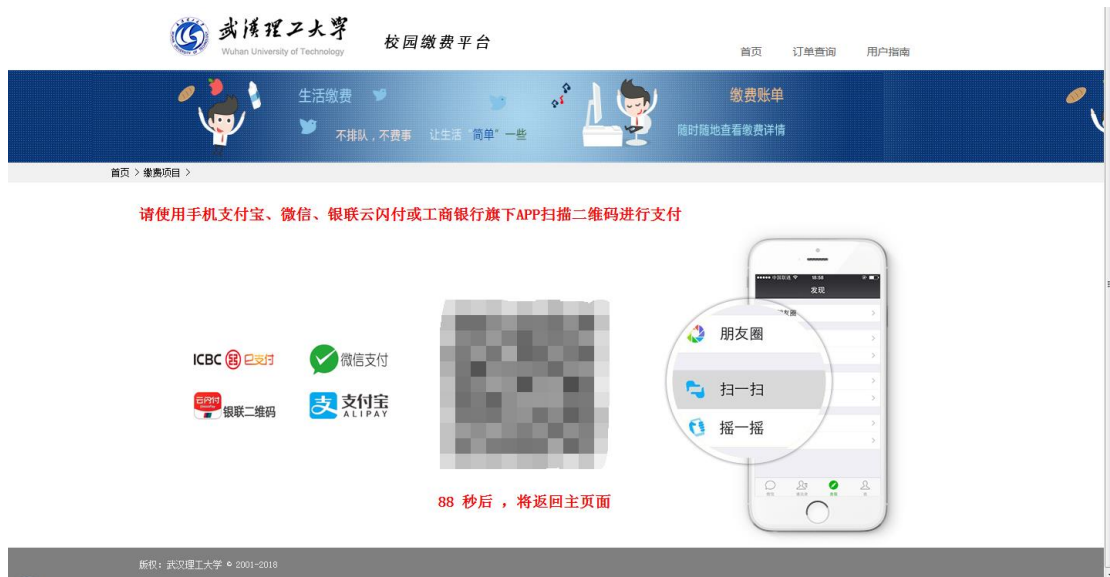 武汉理工大学
Wuhan University of Technology
校园缴费平台
首页 订单查询 用户指南
生活缴费
不排队，不费事 让生活“简单”一些
缴费账单
随时随地查看缴费详情
首页 > 缴费项目 >
请使用手机支付宝、微信、银联云闪付或工商银行旗下APP扫描二维码进行支付
中国联通 18:58
发现
朋友圈
扫一扫
摇一摇
ICBC e支付
微信支付
云闪付
银联二维码
支 支付宝
ALIPAY
88 秒后 ，将返回主页面
版权：武汉理工大学 © 2001-2018